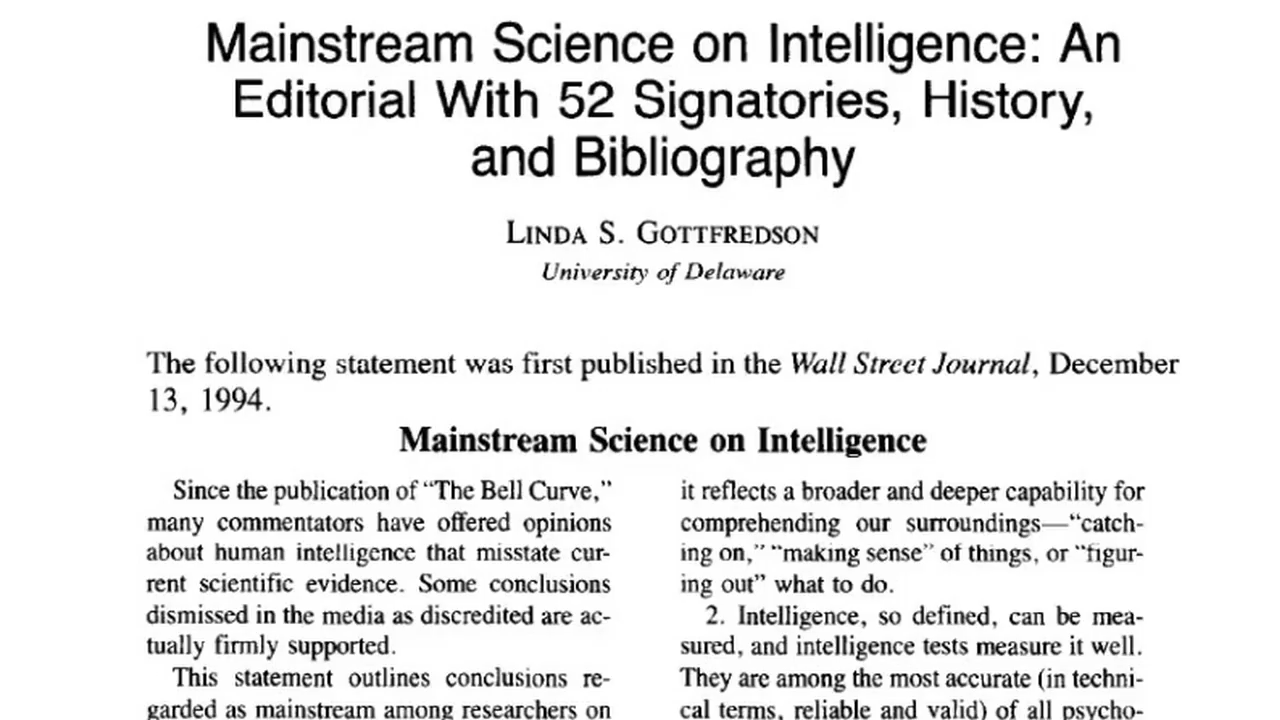 Mainstream Science on Intelligence: An
Editorial With 52 Signatories, History,
and Bibliography
LINDA S. GOTTFREDSON
University of Delaware
The following statement was first published in the Wall Street Journal, December
13, 1994.
Mainstream Science on Intelligence
Since the publication of “The Bell Curve,”
many commentators have offered opinions
about human intelligence that misstate cur-
rent scientific evidence. Some conclusions
dismissed in the media as discredited are ac-
tually firmly supported.
This statement outlines conclusions re-
garded as mainstream among researchers on
it reflects a broader and deeper capability for
comprehending our surroundings—“catch-
ing on,” “making sense” of things, or “figur-
ing out” what to do.
2. Intelligence, so defined, can be mea-
sured, and intelligence tests measure it well.
They are among the most accurate (in techni-
cal terms, reliable and valid) of all psycho-